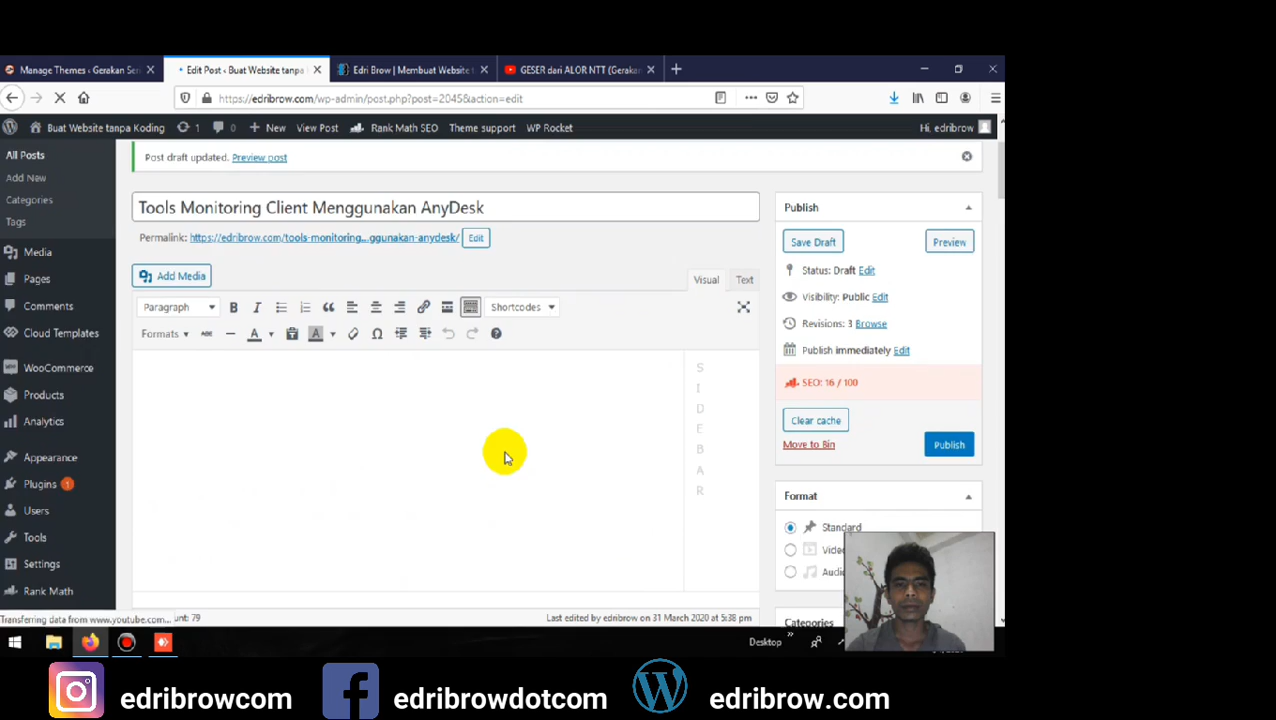 Manage Themes ‹ Gerakan Ser
Edit Post ‹ Buat Website tanpa
Edri Brow | Membuat Website
GESER dari ALOR NTT (Gerakan
https://edribrow.com/wp-admin/post.php?post=2045&action=edit
Buat Website tanpa Koding
1
0
New
View Post
Rank Math SEO
Theme support
WP Rocket
Hi, edribrow
All Posts
Add New
Categories
Tags
Media
Pages
Comments
Cloud Templates
WooCommerce
Products
Analytics
Appearance
Plugins 1
Users
Tools
Settings
Rank Math
Post draft updated. Preview post
Tools Monitoring Client Menggunakan AnyDesk
Permalink: https://edribrow.com/tools-monitoring...ggunakan-anydesk/ Edit
Add Media
Visual
Text
Paragraph
B
I
Shortcodes
Formats
ABC
A
A
S
I
D
E
B
A
R
Last edited by edribrow on 31 March 2020 at 5:38 pm
Publish
Save Draft
Preview
Status: Draft Edit
Visibility: Public Edit
Revisions: 3 Browse
Publish immediately Edit
SEO: 16 / 100
Clear cache
Move to Bin
Publish
Format
Standard
Categories
Transferring data from www.youtube.com...
unt: 79
Desktop
edribrowcom
edribrowdotcom
edribrow.com